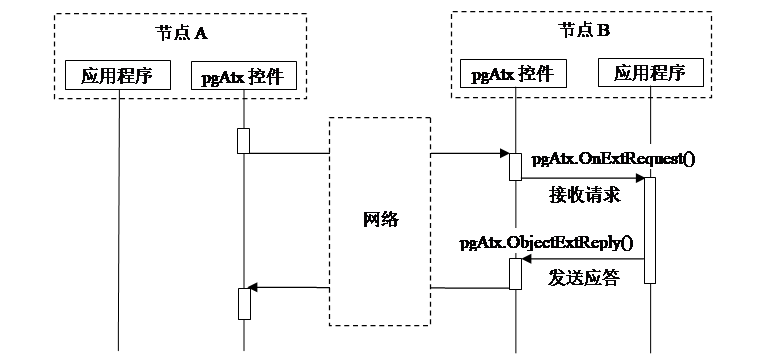 节点 A
节点 B
应用程序
pgAtx 控件
pgAtx 控件
应用程序
pgAtx.OnExtRequest()
接收请求
网络
pgAtx.ObjectExtReply()
发送应答